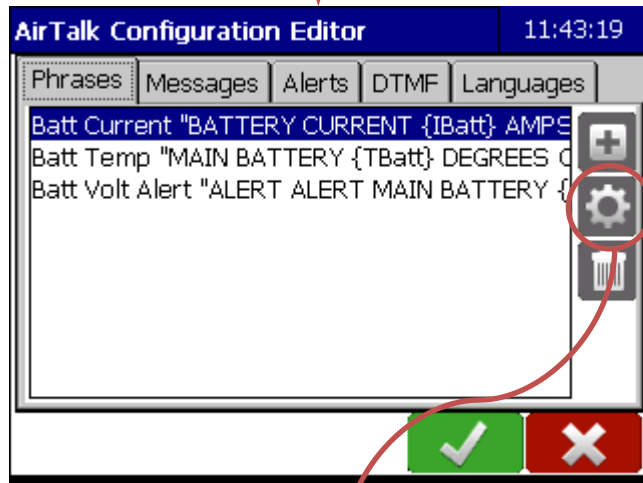 AirTalk Configuration Editor 11:43:19
Phrases Messages Alerts DTMF Languages
Batt Current "BATTERY CURRENT {IBatt} AMPS
Batt Temp "MAIN BATTERY {TBatt} DEGREES
Batt Volt Alert "ALERT ALERT MAIN BATTERY {